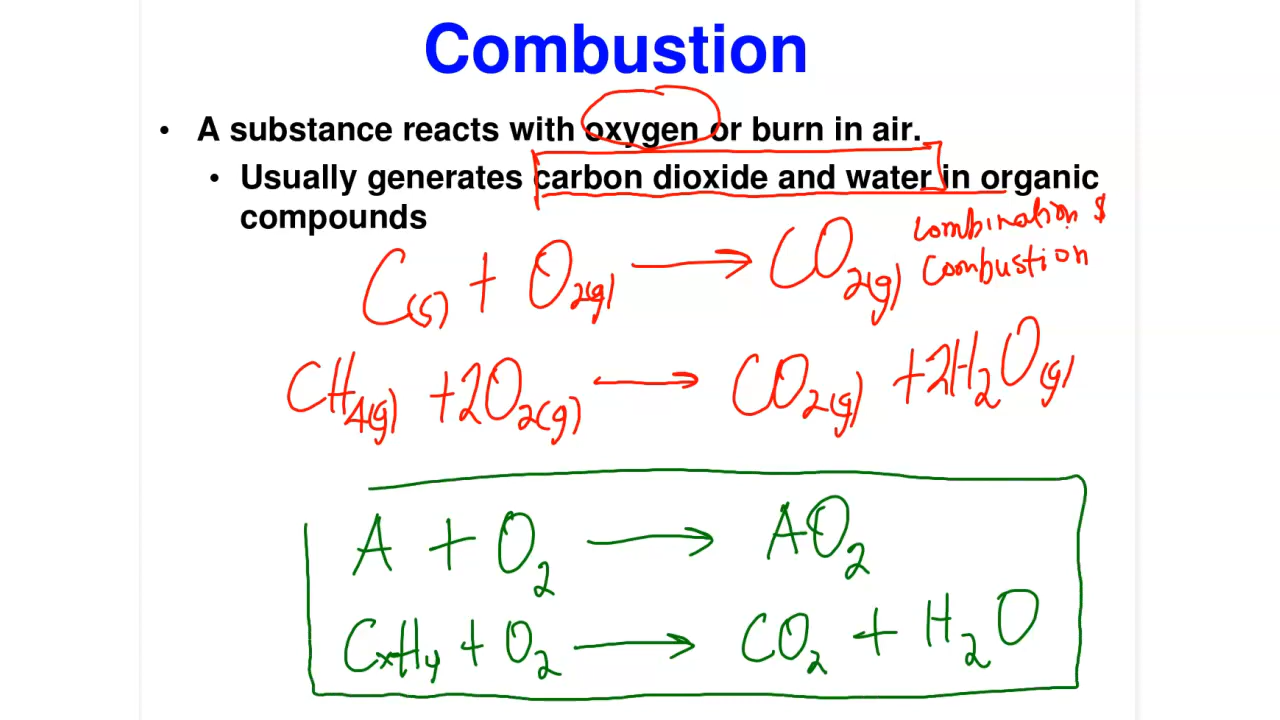 Combustion
• A substance reacts with oxygen or burn in air.
• Usually generates carbon dioxide and water in organic
compounds
C(s) + O2(g) → CO2(g) Combination &
Combustion
CH4(g) + 2O2(g) → CO2(g) + 2H2O(g)
A + O2 → AO2
CxHy + O2 → CO2 + H2O